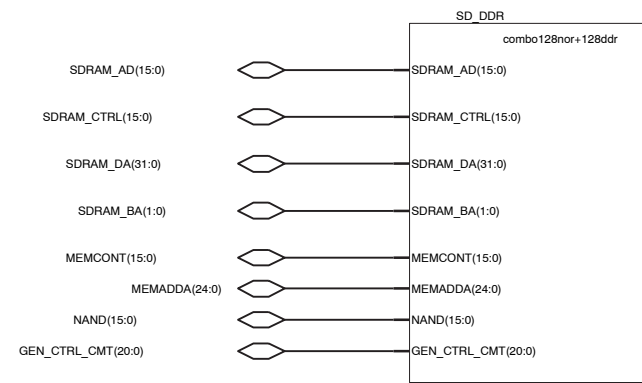 SD_DDR
combo128nor+128ddr
SDRAM_AD(15:0) SDRAM_AD(15:0)
SDRAM_CTRL(15:0) SDRAM_CTRL(15:0)
SDRAM_DA(31:0) SDRAM_DA(31:0)
SDRAM_BA(1:0) SDRAM_BA(1:0)
MEMCONT(15:0) MEMCONT(15:0)
MEMADDA(24:0) MEMADDA(24:0)
NAND(15:0) NAND(15:0)
GEN_CTRL_CMT(20:0) GEN_CTRL_CMT(20:0)